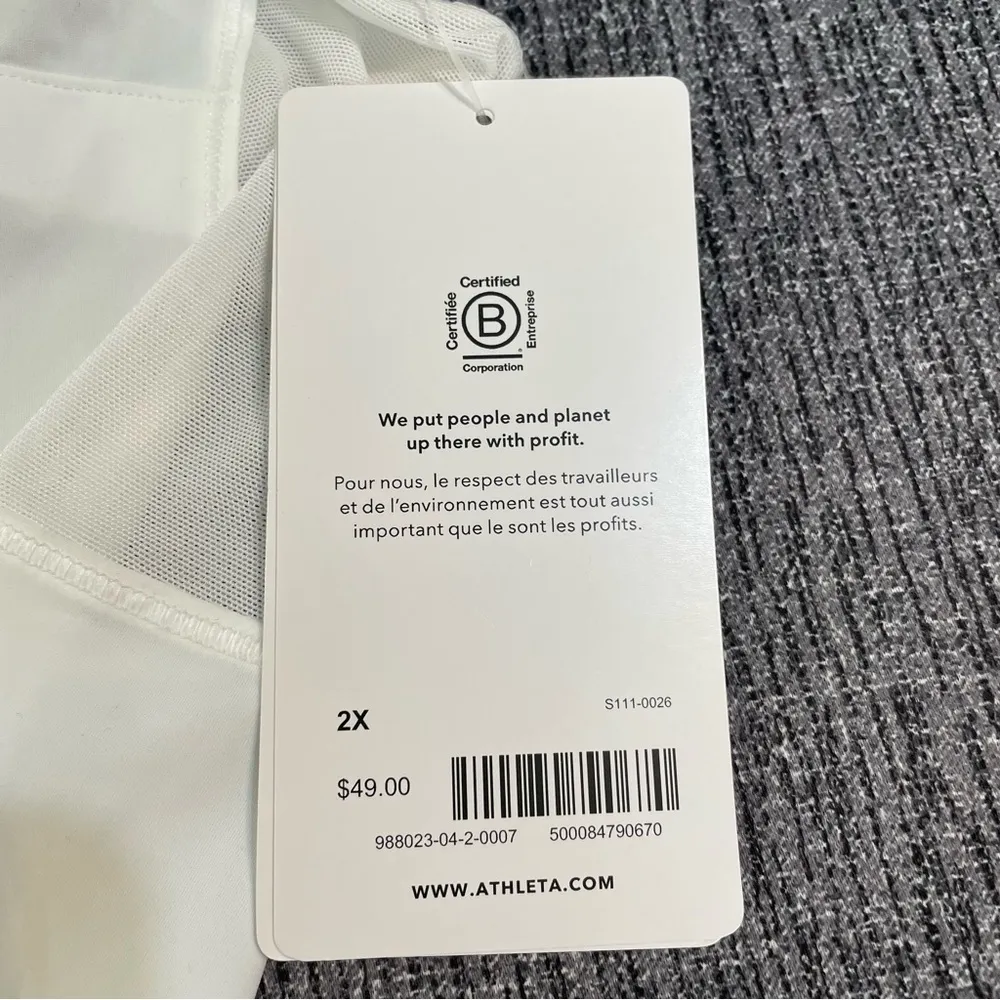 Certified
Certifiée
B
Entreprise
Corporation
We put people and planet
up there with profit.
Pour nous, le respect des travailleurs
et de l'environnement est tout aussi
important que le sont les profits.
2X
S111-0026
$49.00
988023-04-2-0007 500084790670
WWW.ATHLETA.COM